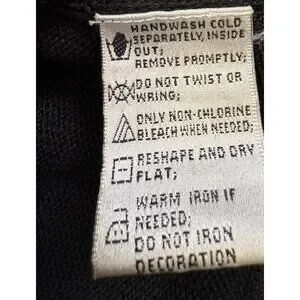 HANDWASH COLD
SEPARATELY, INSIDE
OUT;
REMOVE PROMPTLY;
DO NOT TWIST OR
WRING;
ONLY NON-CHLORINE
BLEACH WHEN NEEDED;
RESHAPE AND DRY
FLAT;
WARM IRON IF
NEEDED;
DO NOT IRON
DECORATION